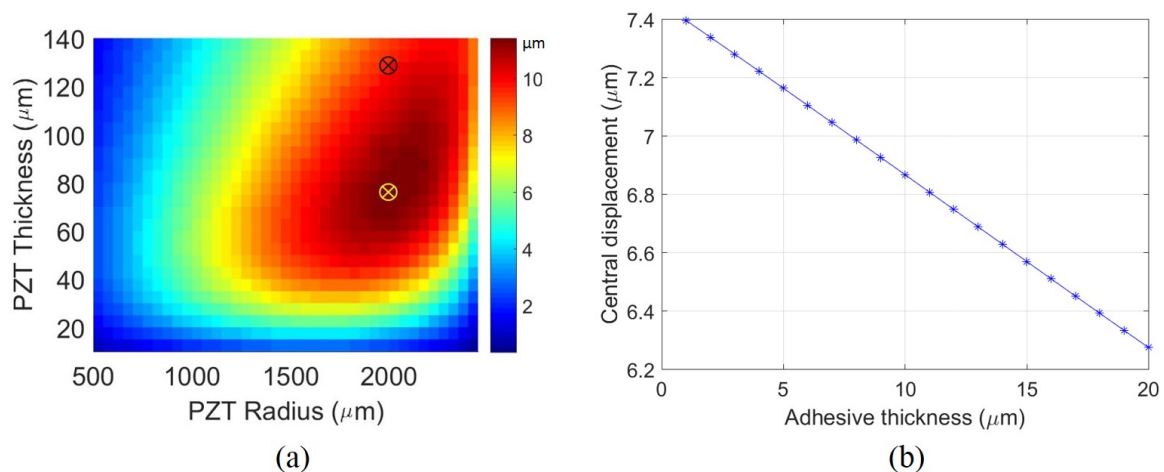 140
120
100
80
60
40
20
PZT Thickness (μm)
500 1000 1500 2000
PZT Radius (μm)
μm
10
8
6
4
2
(a)
7.4
7.2
7
6.8
6.6
6.4
6.2
Central displacement (μm)
0 5 10 15 20
Adhesive thickness (μm)
(b)